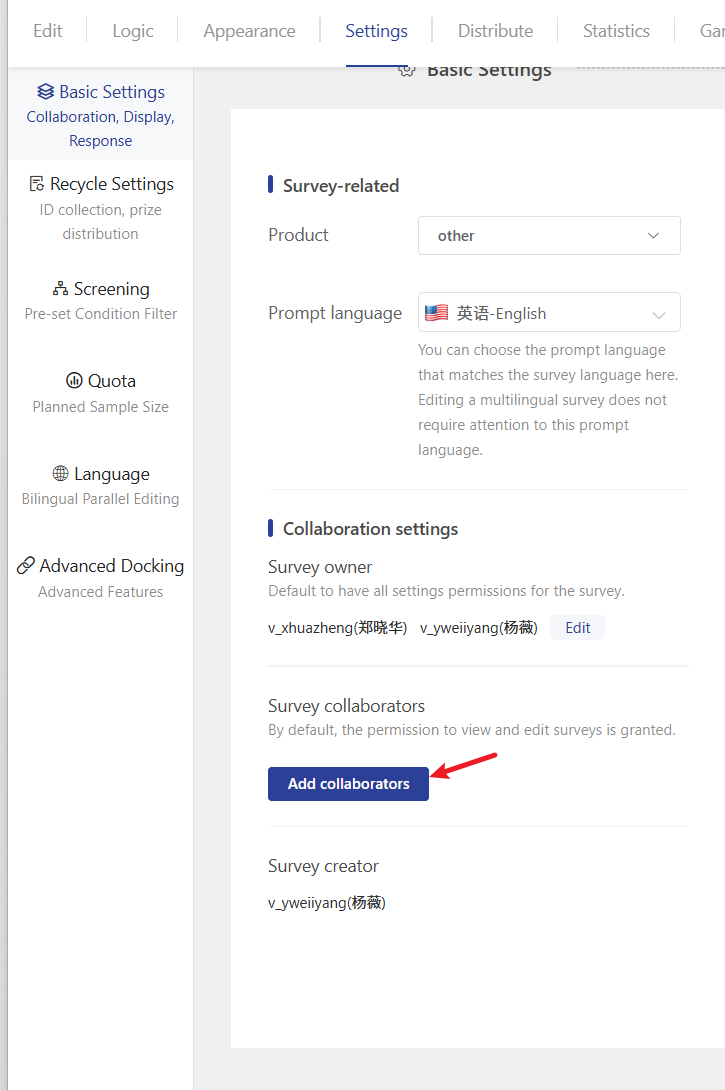 Edit
Logic
Appearance
Settings
Distribute
Statistics
Basic Settings
Collaboration, Display,
Response
Recycle Settings
ID collection, prize
distribution
Screening
Pre-set Condition Filter
Quota
Planned Sample Size
Language
Bilingual Parallel Editing
Advanced Docking
Advanced Features
Basic Settings
Survey-related
Product
other
Prompt language
英语-English
You can choose the prompt language
that matches the survey language here.
Editing a multilingual survey does not
require attention to this prompt
language.
Collaboration settings
Survey owner
Default to have all settings permissions for the survey.
v_xhuazheng(郑晓华) v_yweiiyang(杨薇) Edit
Survey collaborators
By default, the permission to view and edit surveys is granted.
Add collaborators
Survey creator
v_yweiiyang(杨薇)